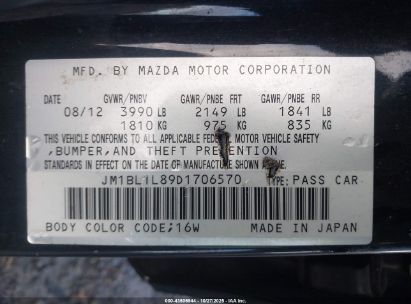 MFD. BY MAZDA MOTOR CORPORATION
DATE GVWR/PNBV GAWR/PNBE FRT GAWR/PNBE RR
08/12 3990 LB 2149 LB 1841 LB
1810 KG 975 KG 835 KG
THIS VEHICLE CONFORMS TO ALL APPLICABLE FEDERAL MOTOR VEHICLE SAFETY
,BUMPER,AND THEFT PREVENTION
STANDARDS IN EFFECT ON THE DATE OF MANUFACTURE SHOWN ABOVE.
JM1BL1L89D1706570 TYPE: PASS CAR
BODY COLOR CODE;16W MADE IN JAPAN
10/27/2025